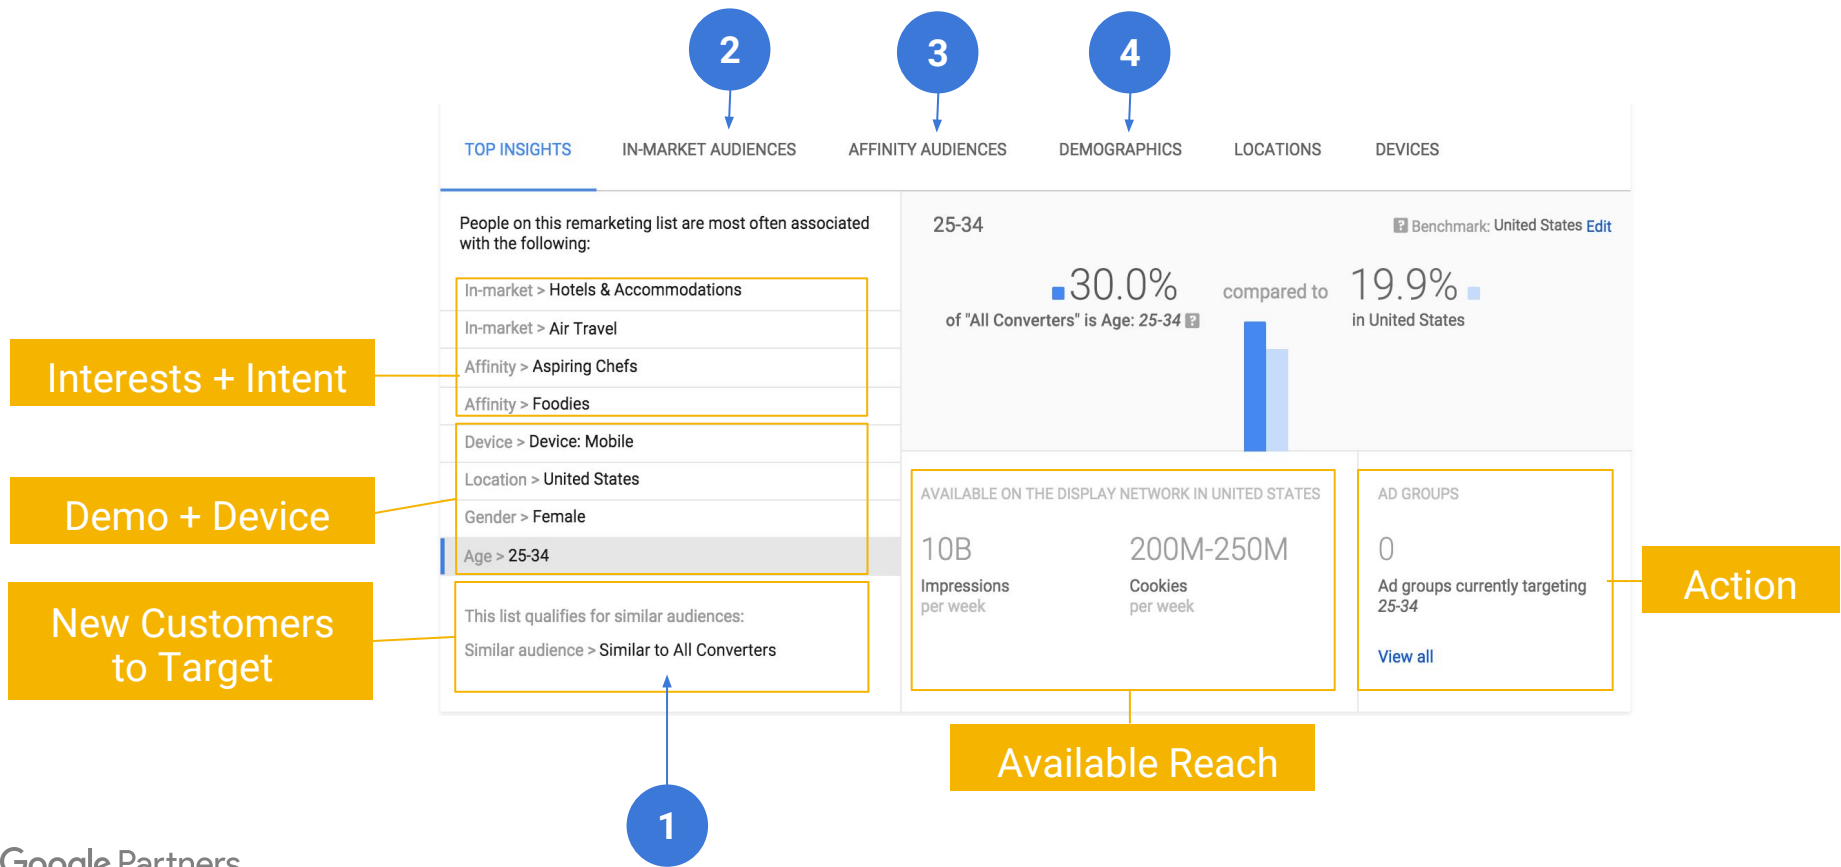 2
3
4
TOP INSIGHTS
IN-MARKET AUDIENCES
AFFINITY AUDIENCES
DEMOGRAPHICS
LOCATIONS
DEVICES
People on this remarketing list are most often associated
with the following:
In-market > Hotels & Accommodations
In-market > Air Travel
Affinity > Aspiring Chefs
Affinity > Foodies
Device > Device: Mobile
Location > United States
Gender > Female
Age > 25-34
This list qualifies for similar audiences:
Similar audience > Similar to All Converters
25-34
? Benchmark: United States Edit
30.0%
compared to
19.9%
of "All Converters" is Age: 25-34 ?
in United States
AVAILABLE ON THE DISPLAY NETWORK IN UNITED STATES
10B
Impressions
per week
200M-250M
Cookies
per week
AD GROUPS
0
Ad groups currently targeting
25-34
View all
Interests + Intent
Demo + Device
New Customers
to Target
Action
Available Reach
1
Google Partners